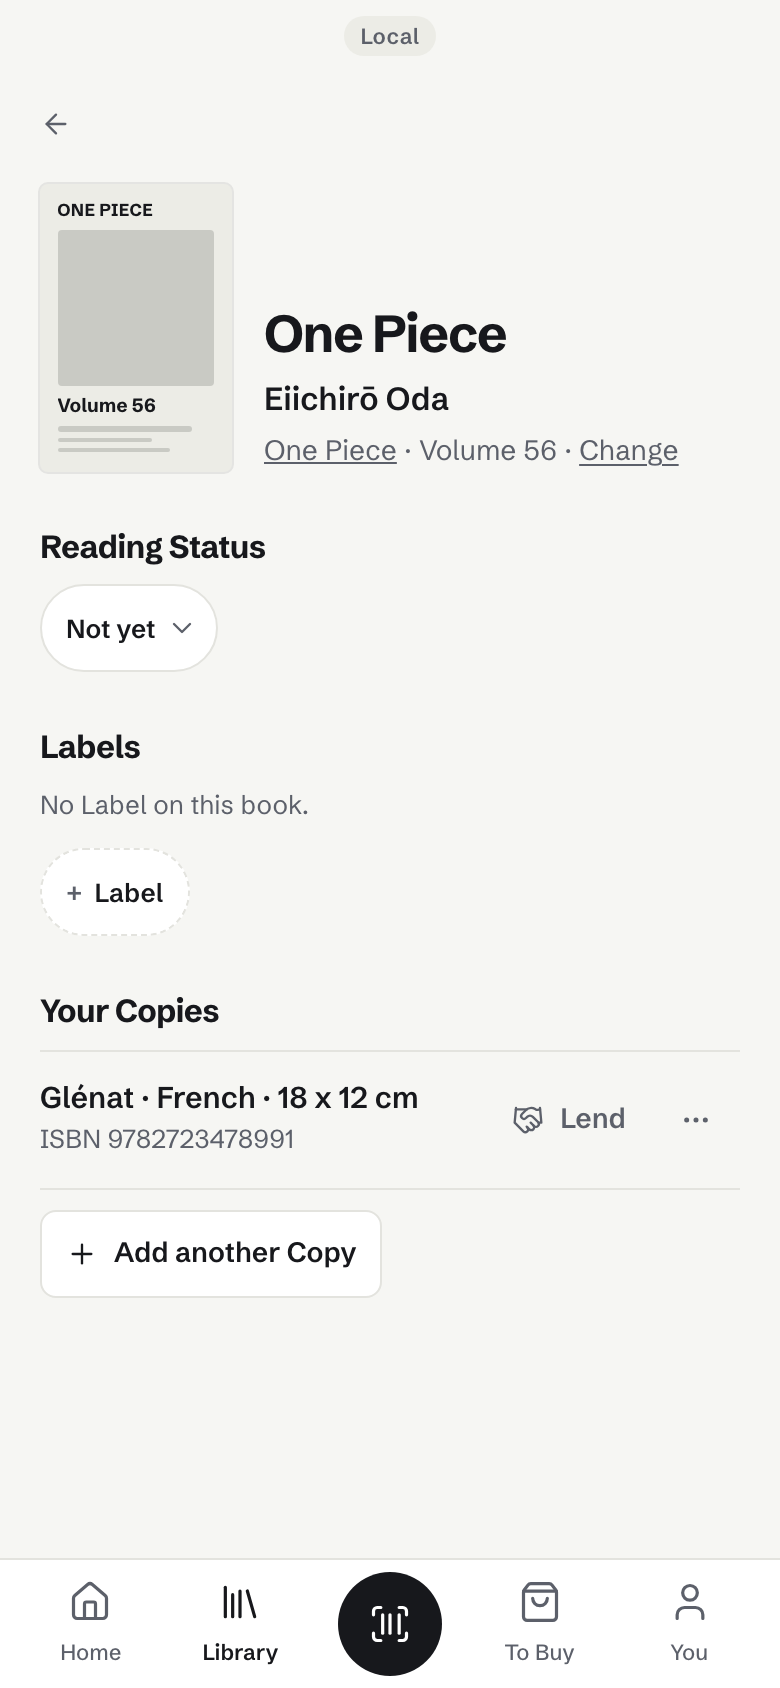 Local
ONE PIECE
Volume 56
One Piece
Eiichirō Oda
One Piece · Volume 56 · Change
Reading Status
Not yet
Labels
No Label on this book.
+ Label
Your Copies
Glénat · French · 18 x 12 cm
ISBN 9782723478991
Lend
Add another Copy
Home
Library
To Buy
You